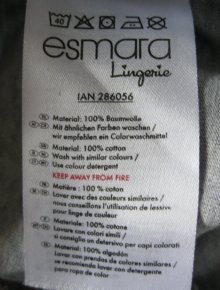 40
esmara
Lingerie
IAN 286056
Material: 100% Baumwolle
Mit ähnlichen Farben waschen /
wir empfehlen ein Colorwaschmittel
Material: 100% cotton
Wash with similar colours /
Use colour detergent
KEEP AWAY FROM FIRE
Matière : 100 % coton
Laver avec des couleurs similaires /
nous conseillons l'utilisation de lessive
pour linge de couleur
Materiale: 100% cotone
Lavare con colori simili /
si consiglia un detersivo per capi colorati
Material: 100% algodón
Lavar con prendas de colores similares /
se recomienda lavar con detergente
para ropa de color